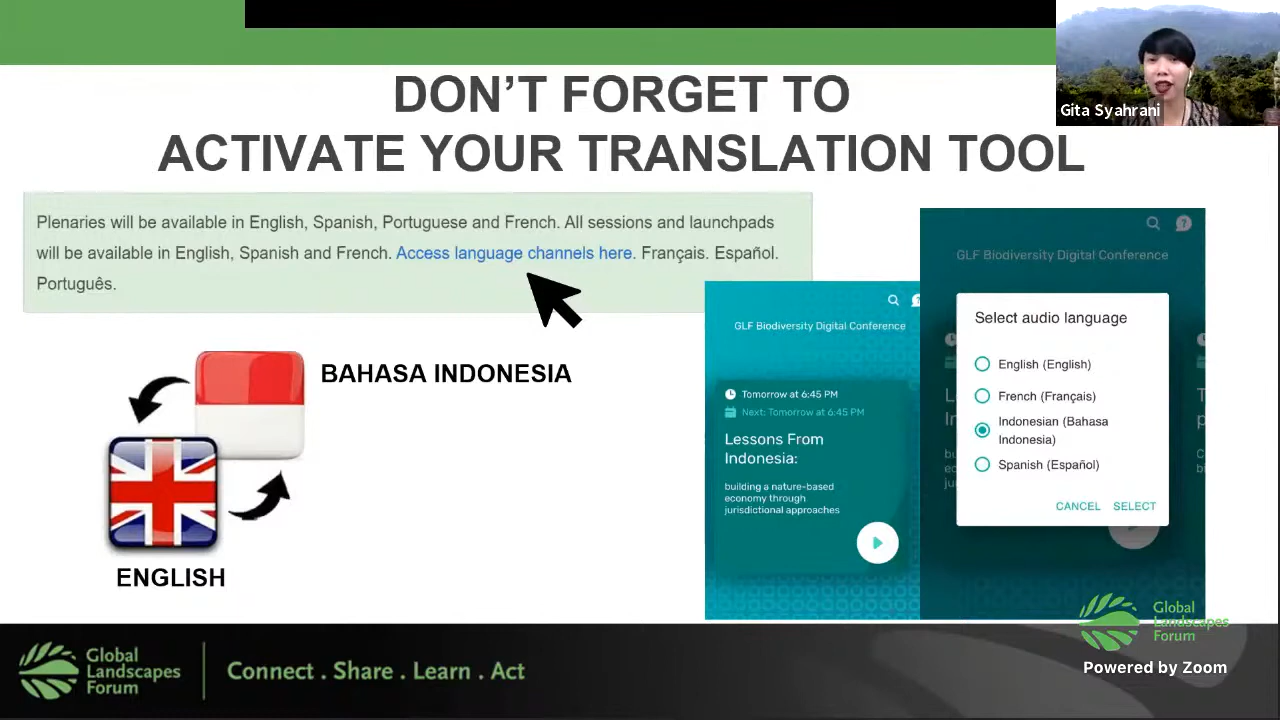 DON'T FORGET TO
ACTIVATE YOUR TRANSLATION TOOL
Gita Syahrani
Plenaries will be available in English, Spanish, Portuguese and French. All sessions and launchpads
will be available in English, Spanish and French. Access language channels here. Français. Español.
Português.
BAHASA INDONESIA
ENGLISH
GLF Biodiversity Digital Conference
Tomorrow at 6:45 PM
Next: Tomorrow at 6:45 PM
Lessons From
Indonesia:
building a nature-based
economy through
jurisdictional approaches
GLF Biodiversity Digital Conference
Select audio language
English (English)
French (Français)
Indonesian (Bahasa
Indonesia)
Spanish (Español)
CANCEL SELECT
Global
Landscapes
Forum
Powered by Zoom
Global
Landscapes
Forum
Connect . Share . Learn . Act